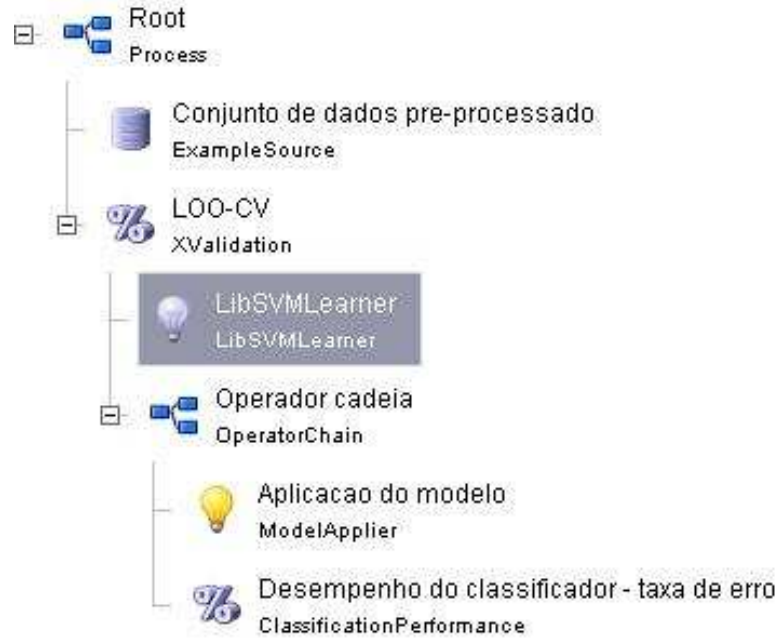 Root
Process
Conjunto de dados pre-processado
ExampleSource
LOO-CV
XValidation
LibSVMLearner
LibSVMLearner
Operador cadeia
OperatorChain
Aplicacao do modelo
ModelApplier
Desempenho do classificador - taxa de erro
ClassificationPerformance